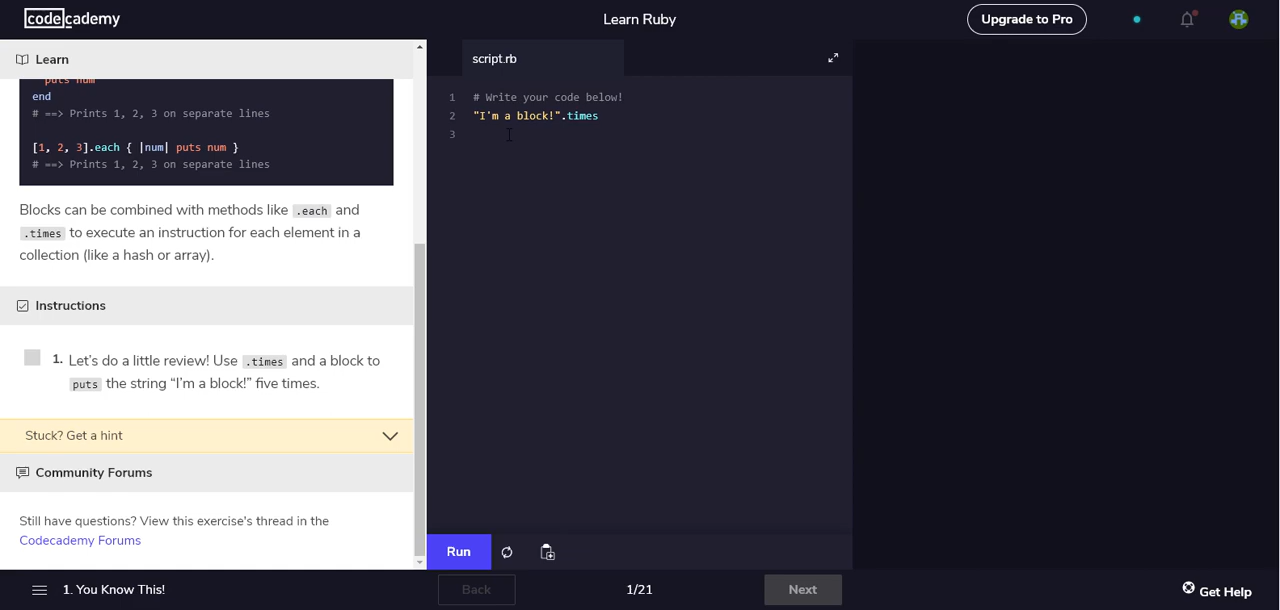 codecademy
Learn Ruby
Upgrade to Pro
Learn
puts num
end
# ==> Prints 1, 2, 3 on separate lines
[1, 2, 3].each { |num| puts num }
# ==> Prints 1, 2, 3 on separate lines
Blocks can be combined with methods like .each and
.times to execute an instruction for each element in a
collection (like a hash or array).
Instructions
1. Let's do a little review! Use .times and a block to
puts the string “I'm a block!” five times.
Stuck? Get a hint
Community Forums
Still have questions? View this exercise's thread in the
Codecademy Forums
script.rb
1 # Write your code below!
2 "I'm a block!".times
3
Run
1. You Know This!
Back
1/21
Next
Get Help